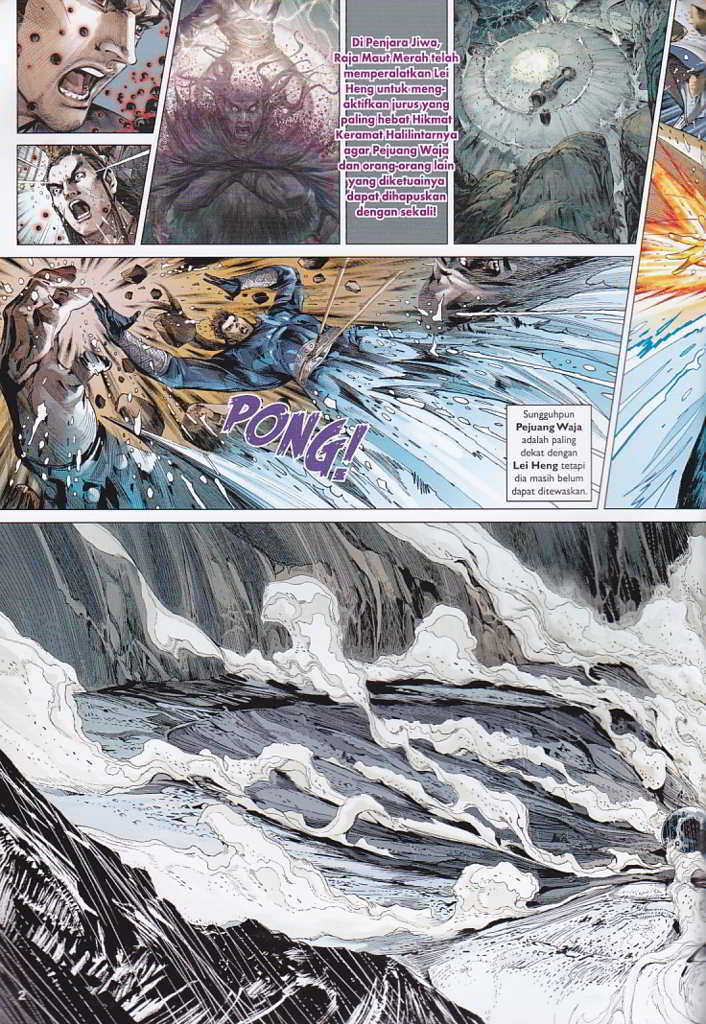 Di Penjara Jiwa,
Raja Maut Merah telah
memperalatkan Lei
Heng untuk meng-
aktifkan jurus yang
paling hebat Hikmat
Keramat Halilintarnya
agar Pejuang Waja
dan orang-orang lain
yang diketuainya
dapat dihapuskan
dengan sekali!
PONG!
Sungguhpun
Pejuang Waja
adalah paling
dekat dengan
Lei Heng tetapi
dia masih belum
dapat ditewaskan.
2